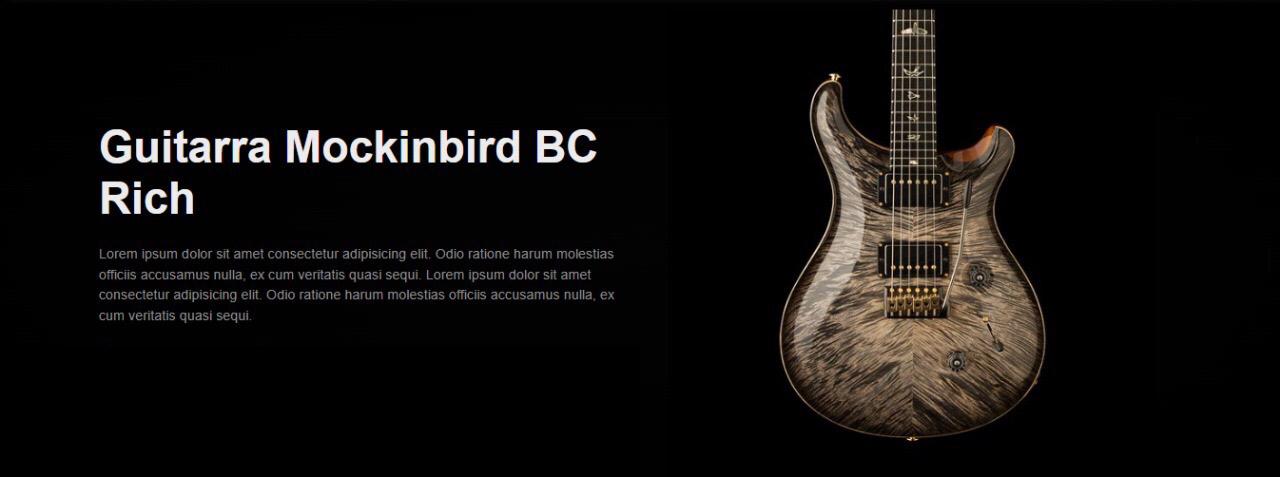 Guitarra Mockinbird BC
Rich
Lorem ipsum dolor sit amet consectetur adipisicing elit. Odio ratione harum molestias
officiis accusamus nulla, ex cum veritatis quasi sequi. Lorem ipsum dolor sit amet
consectetur adipisicing elit. Odio ratione harum molestias officiis accusamus nulla, ex
cum veritatis quasi sequi.